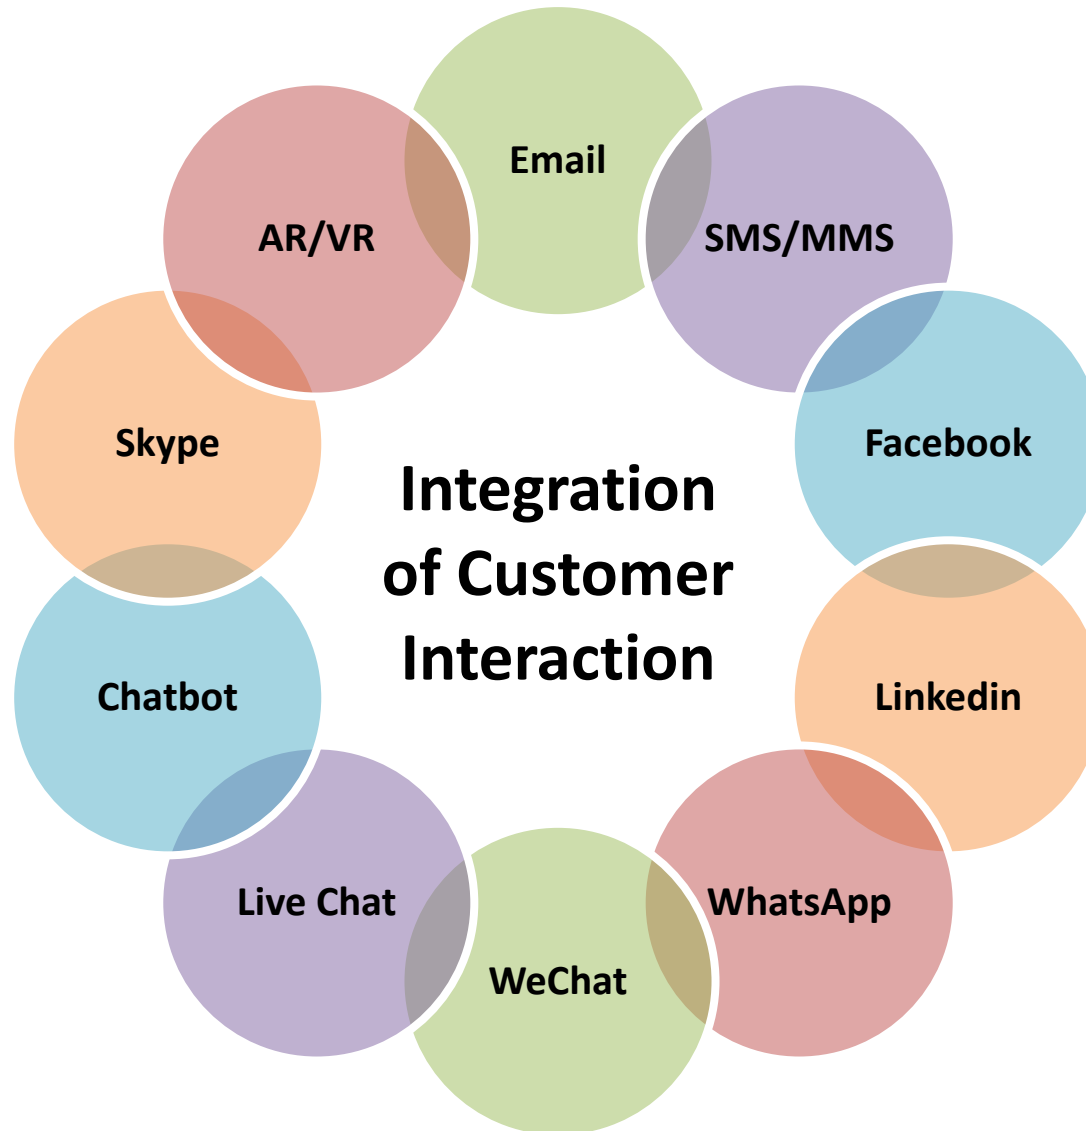 Email
SMS/MMS
Facebook
Linkedin
WhatsApp
WeChat
Live Chat
Chatbot
Skype
AR/VR
Integration
of Customer
Interaction